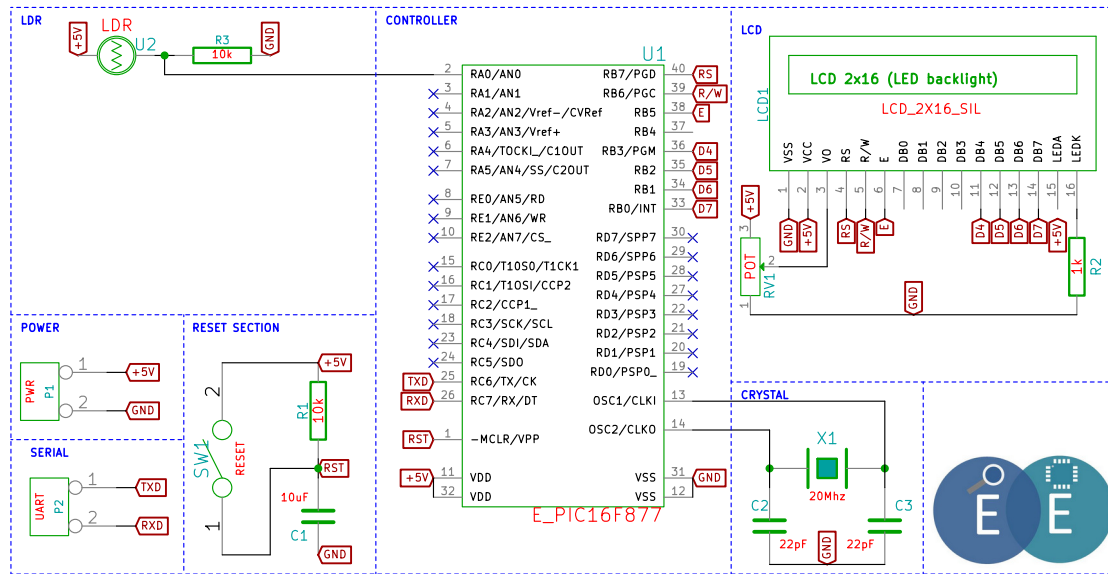 LDR
LDR
+5V
U2
R3
10k
GND
CONTROLLER
U1
2 RA0/AN0
3 RA1/AN1
4 RA2/AN2/Vref-/CVRef
5 RA3/AN3/Vref+
6 RA4/TOCKI_/C1OUT
7 RA5/AN4/SS/C2OUT
8 RE0/AN5/RD
9 RE1/AN6/WR
10 RE2/AN7/CS_
15 RC0/T1OSO/T1CK1
16 RC1/T1OSI/CCP2
17 RC2/CCP1_
18 RC3/SCK/SCL
23 RC4/SDI/SDA
24 RC5/SDO
TXD 25 RC6/TX/CK
RXD 26 RC7/RX/DT
RST 1 -MCLR/VPP
+5V 11 VDD
32 VDD
RB7/PGD 40 RS
RB6/PGC 39 R/W
RB5 38 E
RB4 37
RB3/PGM 36 D4
RB2 35 D5
RB1 34 D6
RB0/INT 33 D7
RD7/SPP7 30
RD6/SPP6 29
RD5/PSP5 28
RD4/PSP4 27
RD3/PSP3 22
RD2/PSP2 21
RD1/PSP1 20
RD0/PSP0_ 19
OSC1/CLKI 13
OSC2/CLKO 14
VSS 31 GND
VSS 12
E_PIC16F877
LCD
LCD 2x16 (LED backlight)
LCD_2X16_SIL
LCD1
VSS VCC VO RS R/W E DB0 DB1 DB2 DB3 DB4 DB5 DB6 DB7 LEDA LEDK
1 2 3 4 5 6 7 8 9 10 11 12 13 14 15 16
GND +5V RS R/W E D4 D5 D6 D7 +5V
+5V
3
POT
2
RV1
1
GND
1k
R2
POWER
PWR
P1
1 +5V
2 GND
SERIAL
UART
P2
1 TXD
2 RXD
RESET SECTION
+5V
2
SW1
RESET
1
R1
10k
RST
10uF
C1
GND
CRYSTAL
X1
20Mhz
C2
22pF
GND
C3
22pF
E E